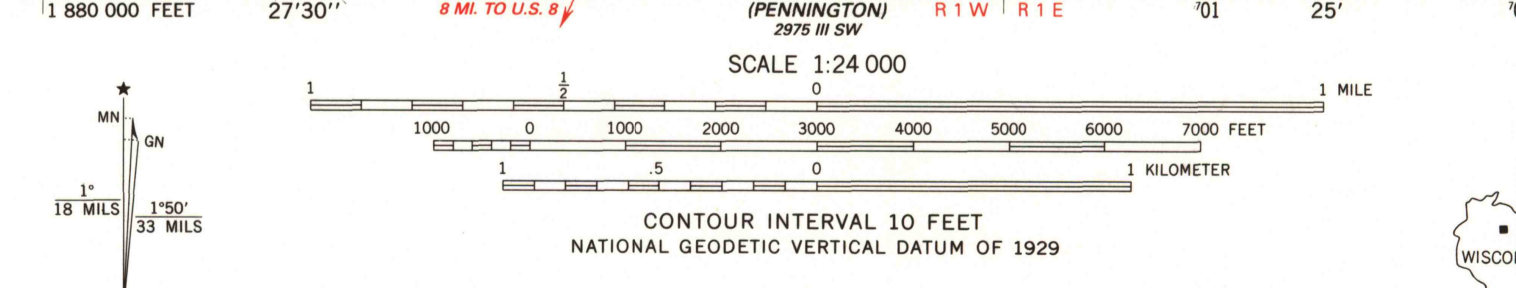 1 880 000 FEET 27'30" 8 MI. TO U.S. 8 (PENNINGTON) R 1 W R 1 E ⁷01 25'
2975 III SW
SCALE 1:24 000
1 ½ 0 1 MILE
1000 0 1000 2000 3000 4000 5000 6000 7000 FEET
1 .5 0 1 KILOMETER
CONTOUR INTERVAL 10 FEET
NATIONAL GEODETIC VERTICAL DATUM OF 1929
★
MN
GN
1°
18 MILS
1°50'
33 MILS
WISCO